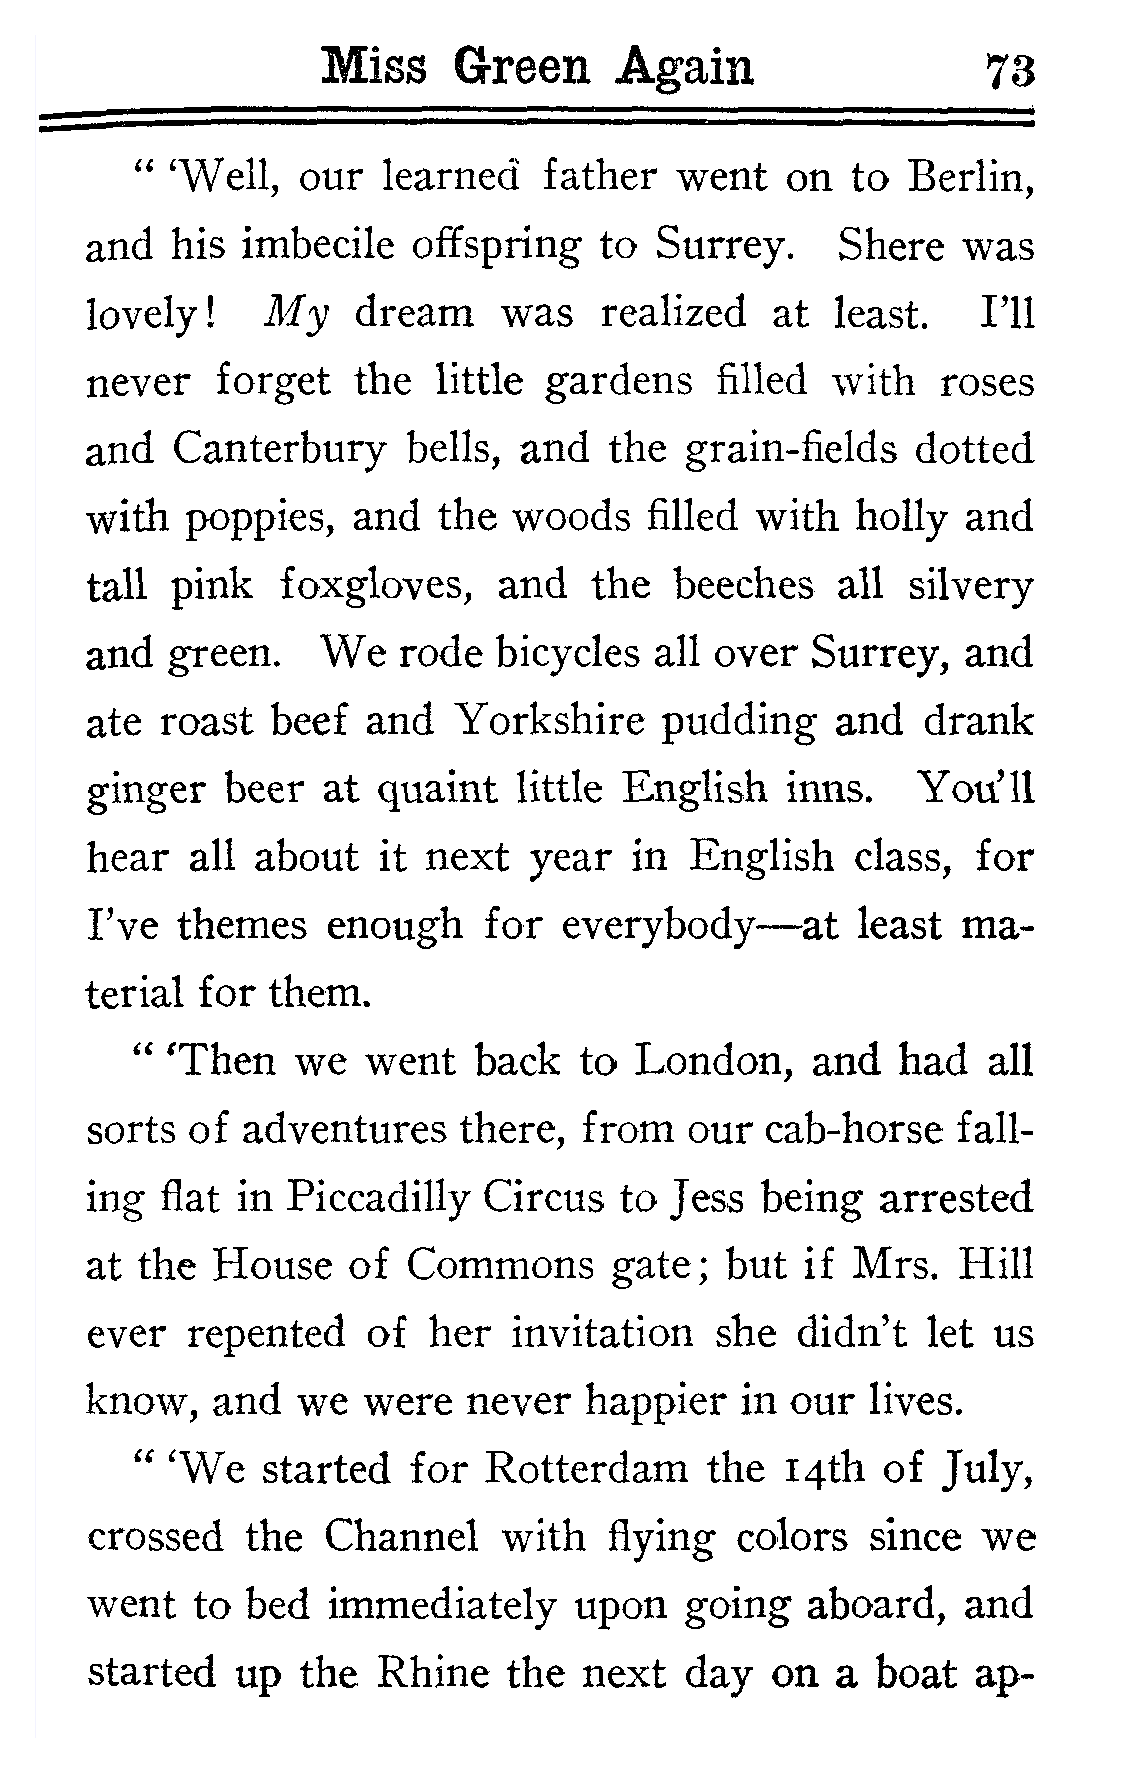 Miss Green Again 73
“ ‘Well, our learned father went on to Berlin,
and his imbecile offspring to Surrey. Shere was
lovely! My dream was realized at least. I’ll
never forget the little gardens filled with roses
and Canterbury bells, and the grain-fields dotted
with poppies, and the woods filled with holly and
tall pink foxgloves, and the beeches all silvery
and green. We rode bicycles all over Surrey, and
ate roast beef and Yorkshire pudding and drank
ginger beer at quaint little English inns. You’ll
hear all about it next year in English class, for
I’ve themes enough for everybody—at least ma-
terial for them.
“ ‘Then we went back to London, and had all
sorts of adventures there, from our cab-horse fall-
ing flat in Piccadilly Circus to Jess being arrested
at the House of Commons gate; but if Mrs. Hill
ever repented of her invitation she didn’t let us
know, and we were never happier in our lives.
“ ‘We started for Rotterdam the 14th of July,
crossed the Channel with flying colors since we
went to bed immediately upon going aboard, and
started up the Rhine the next day on a boat ap-